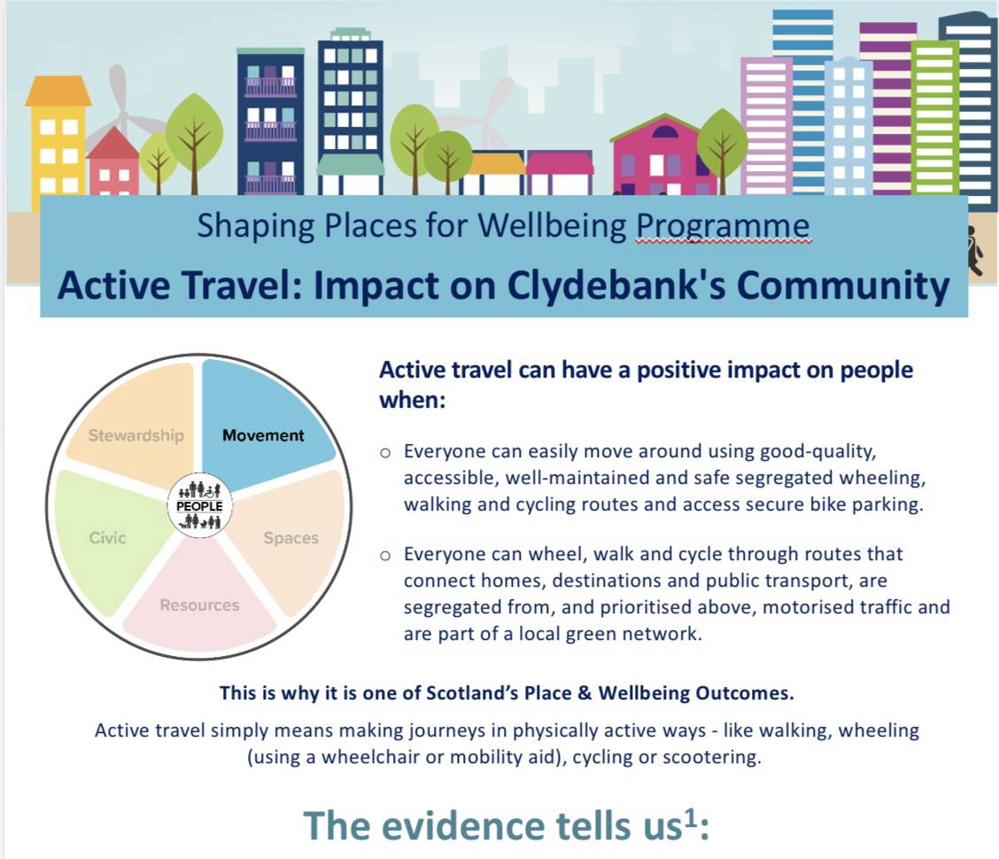 Shaping Places for Wellbeing Programme
Active Travel: Impact on Clydebank's Community
Stewardship
Movement
PEOPLE
Civic
Spaces
Resources
Active travel can have a positive impact on people
when:
o Everyone can easily move around using good-quality,
accessible, well-maintained and safe segregated wheeling,
walking and cycling routes and access secure bike parking.
o Everyone can wheel, walk and cycle through routes that
connect homes, destinations and public transport, are
segregated from, and prioritised above, motorised traffic and
are part of a local green network.
This is why it is one of Scotland’s Place & Wellbeing Outcomes.
Active travel simply means making journeys in physically active ways - like walking, wheeling
(using a wheelchair or mobility aid), cycling or scootering.
The evidence tells us¹: